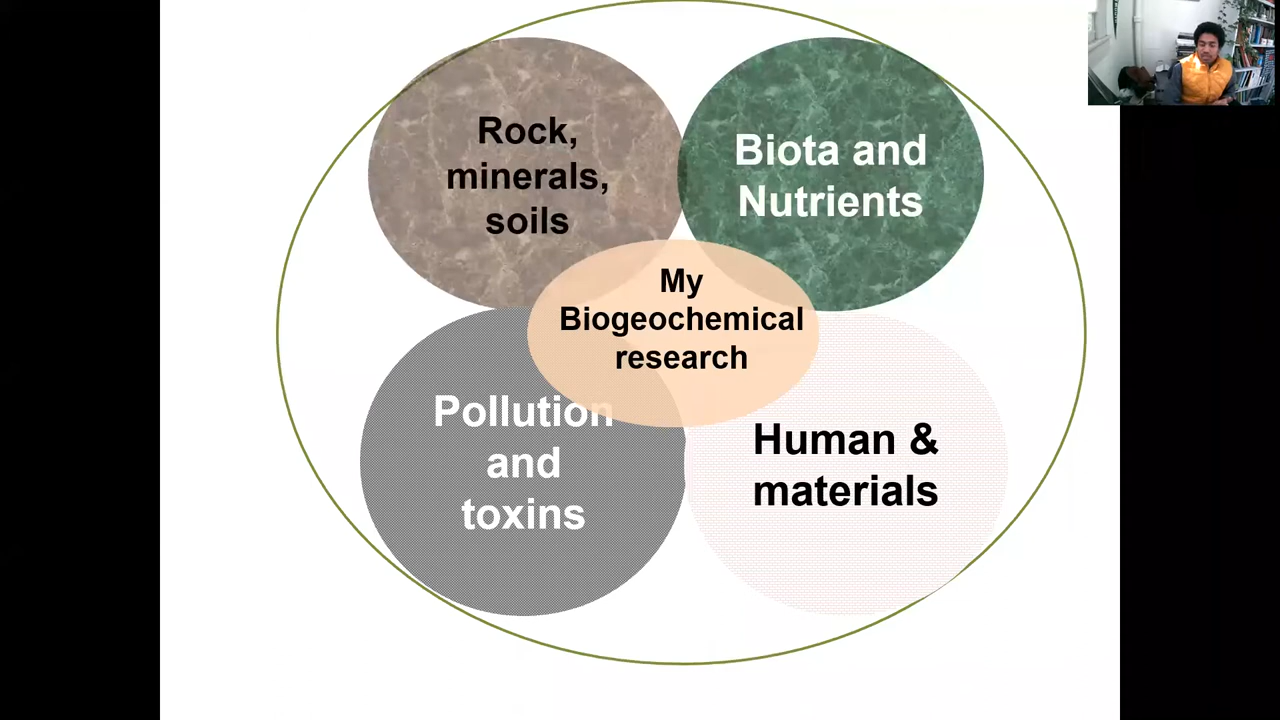 Rock,
minerals,
soils
Biota and
Nutrients
My
Biogeochemical
research
Pollution
and
toxins
Human &
materials